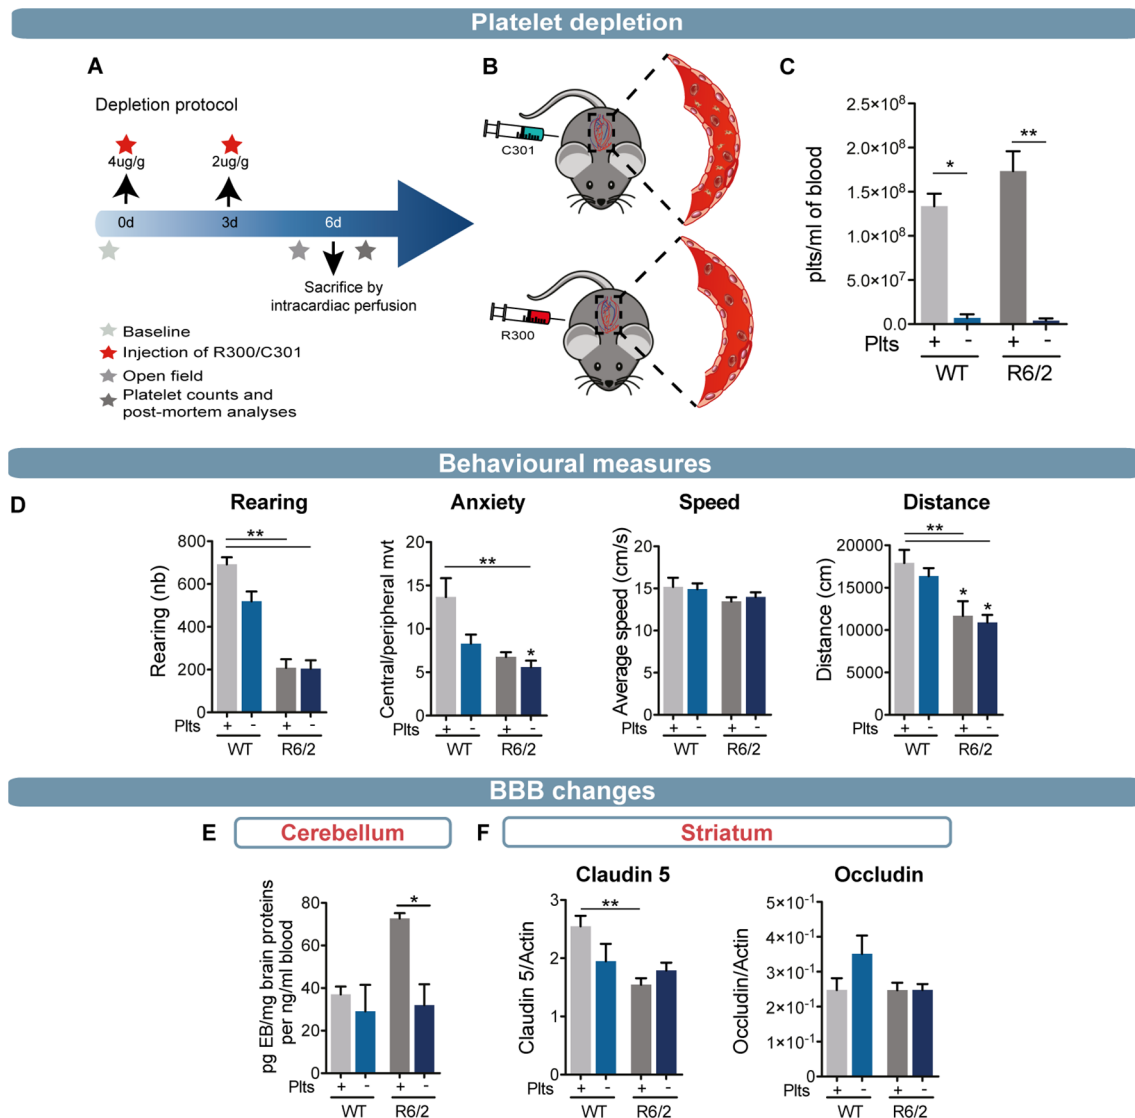 Platelet depletion
A
Depletion protocol
4ug/g
2ug/g
0d
3d
6d
Sacrifice by
intracardiac perfusion
Baseline
Injection of R300/C301
Open field
Platelet counts and
post-mortem analyses
B
C301
R300
C
plts/ml of blood
2.5×10⁸
2.0×10⁸
1.5×10⁸
1.0×10⁸
5.0×10⁷
0.0
*
**
Plts + - + -
WT R6/2
Behavioural measures
D
Rearing
Rearing (nb)
800
600
400
200
0
**
Plts + - + -
WT R6/2
Anxiety
Central/peripheral mvt
20
15
10
5
0
**
*
Plts + - + -
WT R6/2
Speed
Average speed (cm/s)
20
15
10
5
0
Plts + - + -
WT R6/2
Distance
Distance (cm)
20000
15000
10000
5000
0
**
* *
Plts + - + -
WT R6/2
BBB changes
E
Cerebellum
pg EB/mg brain proteins
per ng/ml blood
80
60
40
20
0
*
Plts + - + -
WT R6/2
F
Striatum
Claudin 5
Claudin 5/Actin
3
2
1
0
**
Plts + - + -
WT R6/2
Occludin
Occludin/Actin
5×10⁻¹
4×10⁻¹
3×10⁻¹
2×10⁻¹
1×10⁻¹
0
Plts + - + -
WT R6/2